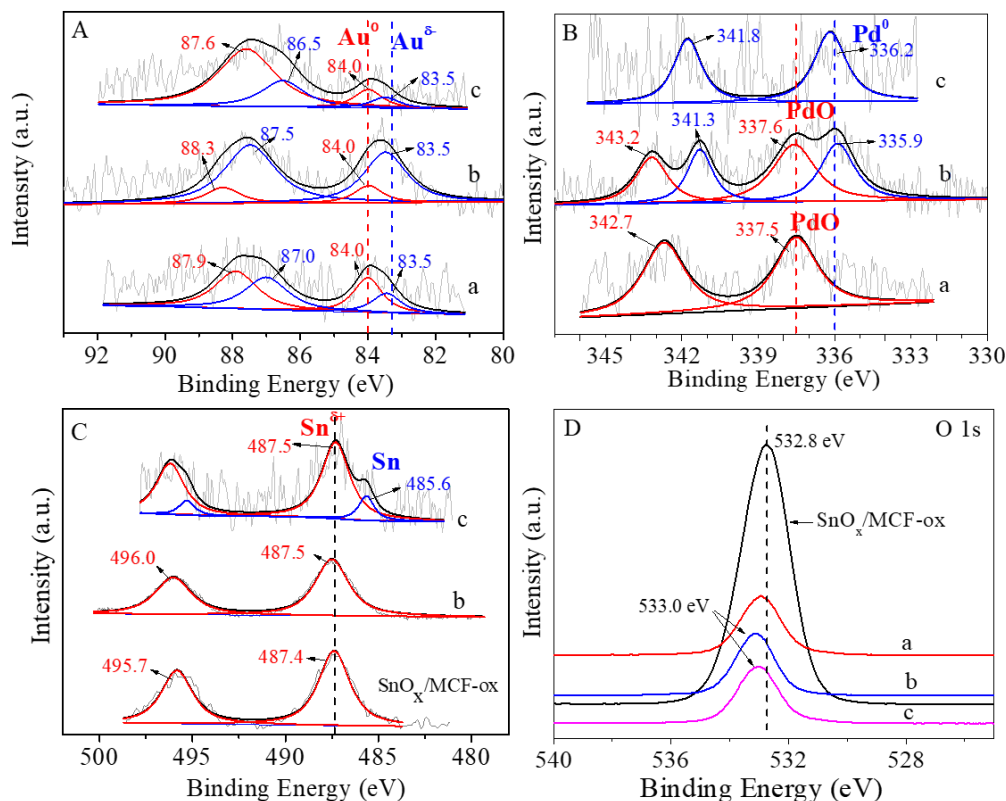 A
87.6
86.5
Au⁰
Au^δ-
84.0
83.5
c
87.5
88.3
84.0
83.5
b
87.9
87.0
84.0
83.5
a
92 90 88 86 84 82 80
Binding Energy (eV)
Intensity (a.u.)
B
341.8
Pd⁰
336.2
c
PdO
343.2
341.3
337.6
335.9
b
PdO
342.7
337.5
a
345 342 339 336 333 330
Binding Energy (eV)
Intensity (a.u.)
C
Sn^δ+
487.5
Sn
485.6
c
496.0
487.5
b
495.7
487.4
SnOₓ/MCF-ox
500 495 490 485 480
Binding Energy (eV)
Intensity (a.u.)
D
O 1s
532.8 eV
SnOₓ/MCF-ox
533.0 eV
a
b
c
540 536 532 528
Binding Energy (eV)
Intensity (a.u.)